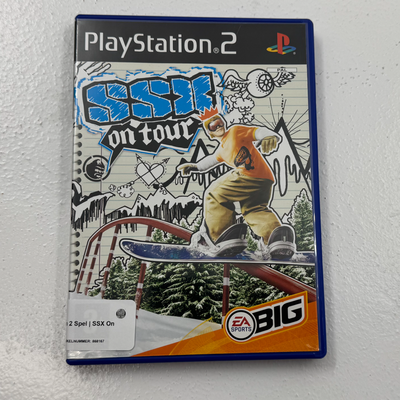 PlayStation®2
SSX
on tour
EA
SPORTS
BIG
2 Spel | SSX On